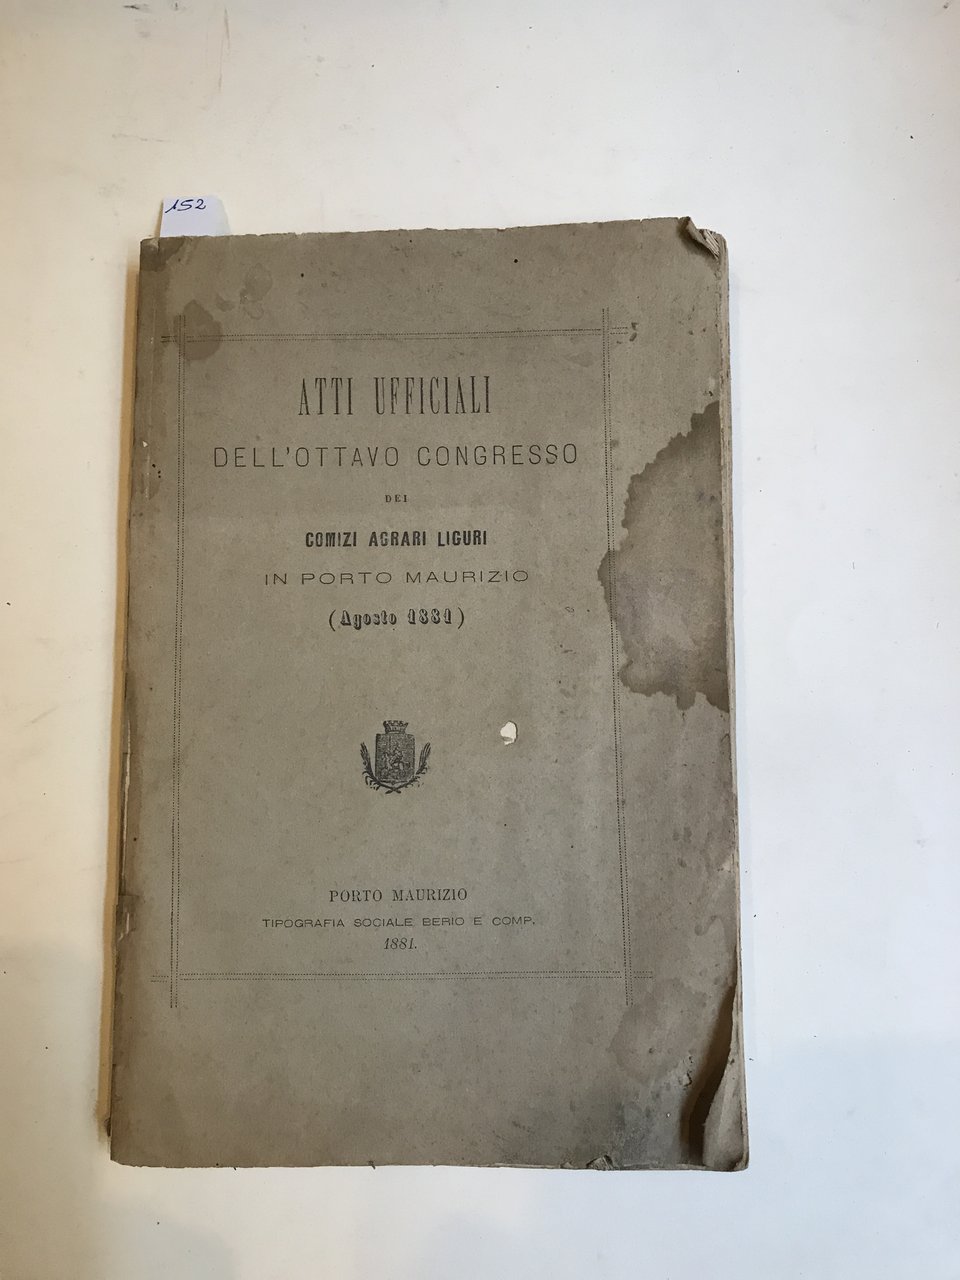 152
ATTI UFFICIALI
DELL'OTTAVO CONGRESSO
DEI
COMIZI AGRARI LIGURI
IN PORTO MAURIZIO
(Agosto 1881)
PORTO MAURIZIO
TIPOGRAFIA SOCIALE BERIO E COMP.
1881.